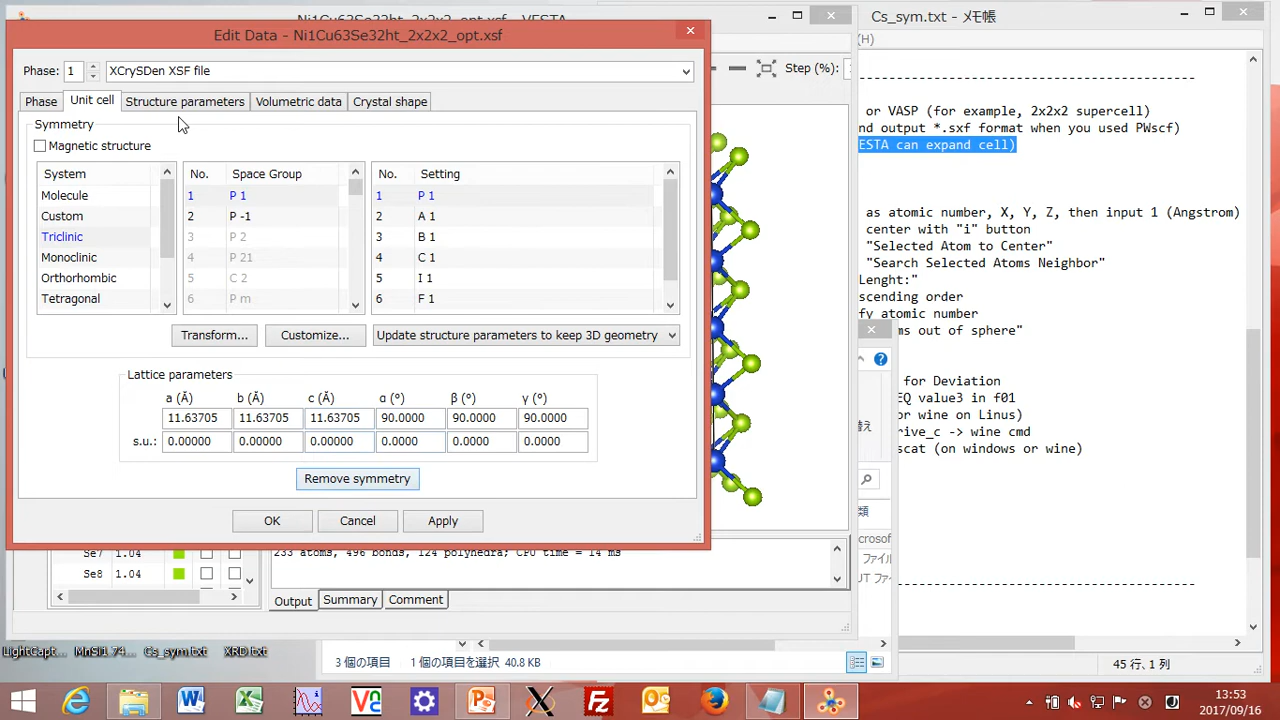 Ni1Cu63Se32ht_2x2x2_opt.xsf - VESTA
Cs_sym.txt - メモ帳
Edit Data - Ni1Cu63Se32ht_2x2x2_opt.xsf
(H)
Phase: 1 XCrySDen XSF file
Step (%):
Phase Unit cell Structure parameters Volumetric data Crystal shape
Symmetry
Magnetic structure
System No. Space Group No. Setting
Molecule 1 P 1 1 P 1
Custom 2 P -1 2 A 1
Triclinic 3 P 2 3 B 1
Monoclinic 4 P 21 4 C 1
Orthorhombic 5 C 2 5 I 1
Tetragonal 6 P m 6 F 1
Transform... Customize... Update structure parameters to keep 3D geometry
Lattice parameters
a (Å) b (Å) c (Å) α (°) β (°) γ (°)
11.63705 11.63705 11.63705 90.0000 90.0000 90.0000
s.u.: 0.00000 0.00000 0.00000 0.0000 0.0000 0.0000
Remove symmetry
OK Cancel Apply
---------------------------------------------
or VASP (for example, 2x2x2 supercell)
nd output *.sxf format when you used PWscf)
ESTA can expand cell)
as atomic number, X, Y, Z, then input 1 (Angstrom)
center with "i" button
"Selected Atom to Center"
"Search Selected Atoms Neighbor"
Lenght:"
scending order
fy atomic number
ms out of sphere"
for Deviation
EQ value3 in f01
or wine on Linus)
rive_c -> wine cmd
scat (on windows or wine)
---------------------------------------------
替え
類
crosof
ファイル
UT ファ
Se7 1.04
Se8 1.04
233 atoms, 496 bonds, 124 polyhedra; CPU time = 14 ms
Output Summary Comment
LightCapt... MnSi1.74... Cs_sym.txt XRD.txt
3 個の項目 1 個の項目を選択 40.8 KB
45 行、1 列
13:53
2017/09/16